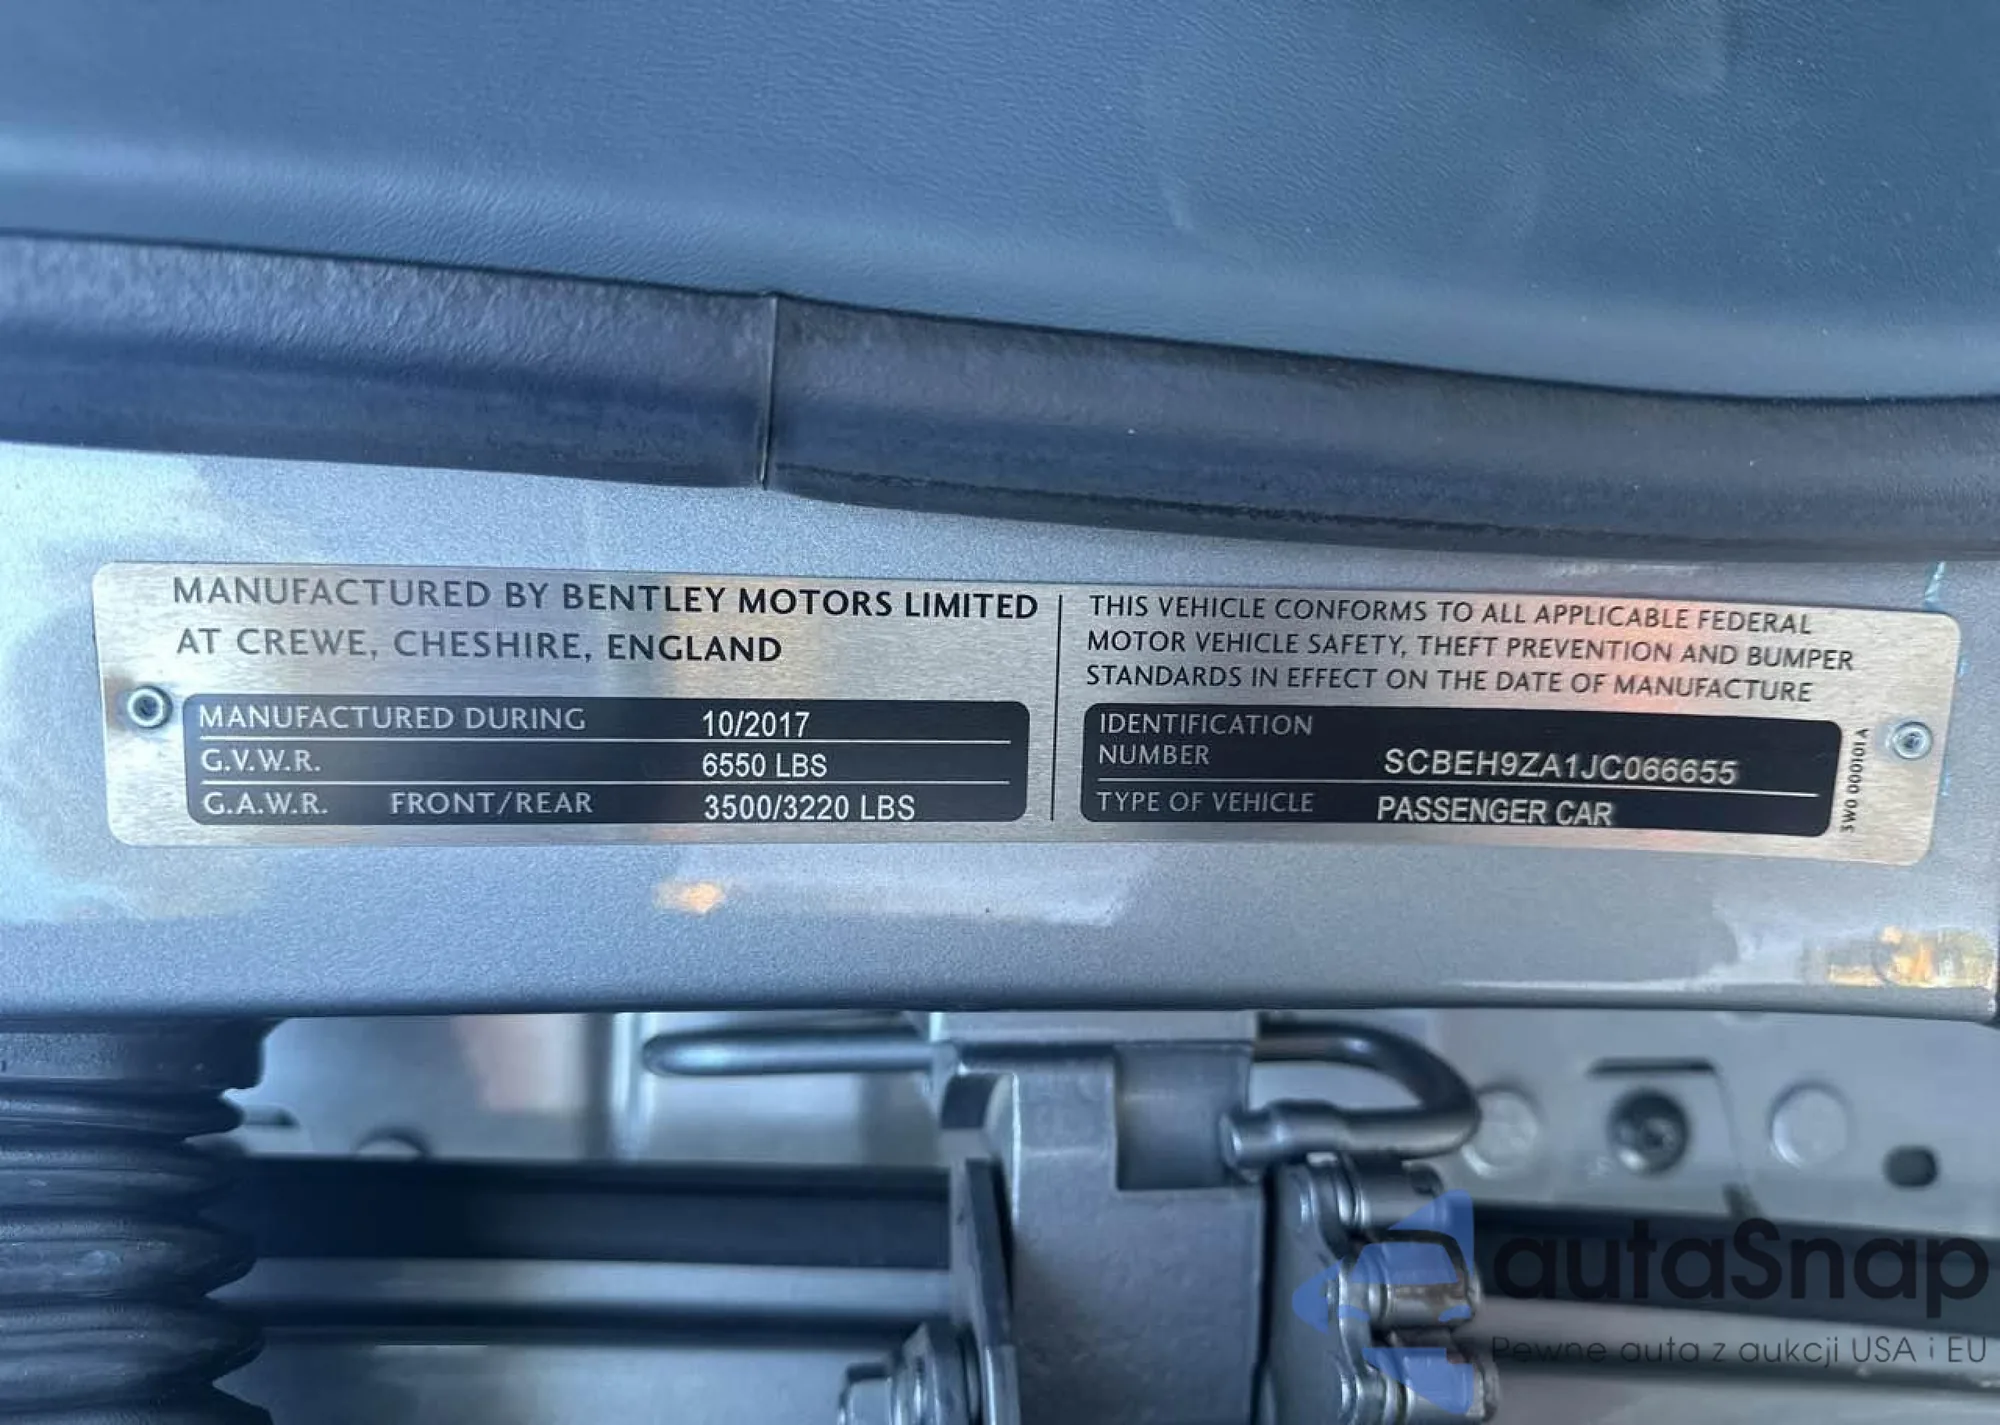 MANUFACTURED BY BENTLEY MOTORS LIMITED
AT CREWE, CHESHIRE, ENGLAND
MANUFACTURED DURING 10/2017
G.V.W.R. 6550 LBS
G.A.W.R. FRONT/REAR 3500/3220 LBS
THIS VEHICLE CONFORMS TO ALL APPLICABLE FEDERAL
MOTOR VEHICLE SAFETY, THEFT PREVENTION AND BUMPER
STANDARDS IN EFFECT ON THE DATE OF MANUFACTURE
IDENTIFICATION
NUMBER SCBEH9ZA1JC066655
TYPE OF VEHICLE PASSENGER CAR
3W0 000101A
autaSnap
Pewne auta z aukcji USA i EU